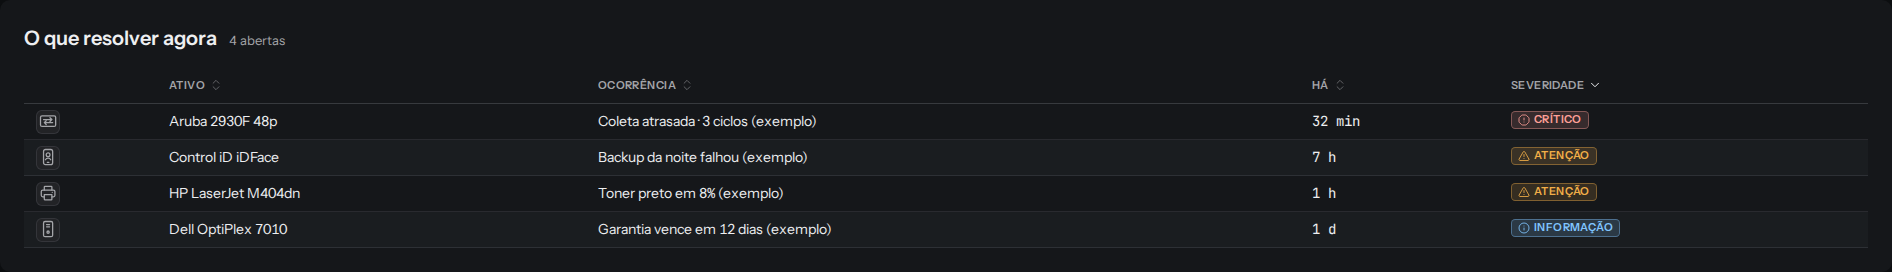 O que resolver agora 4 abertas
ATIVO OCORRÊNCIA HÁ SEVERIDADE
Aruba 2930F 48p Coleta atrasada · 3 ciclos (exemplo) 32 min CRÍTICO
Control iD iDFace Backup da noite falhou (exemplo) 7 h ATENÇÃO
HP LaserJet M404dn Toner preto em 8% (exemplo) 1 h ATENÇÃO
Dell OptiPlex 7010 Garantia vence em 12 dias (exemplo) 1 d INFORMAÇÃO